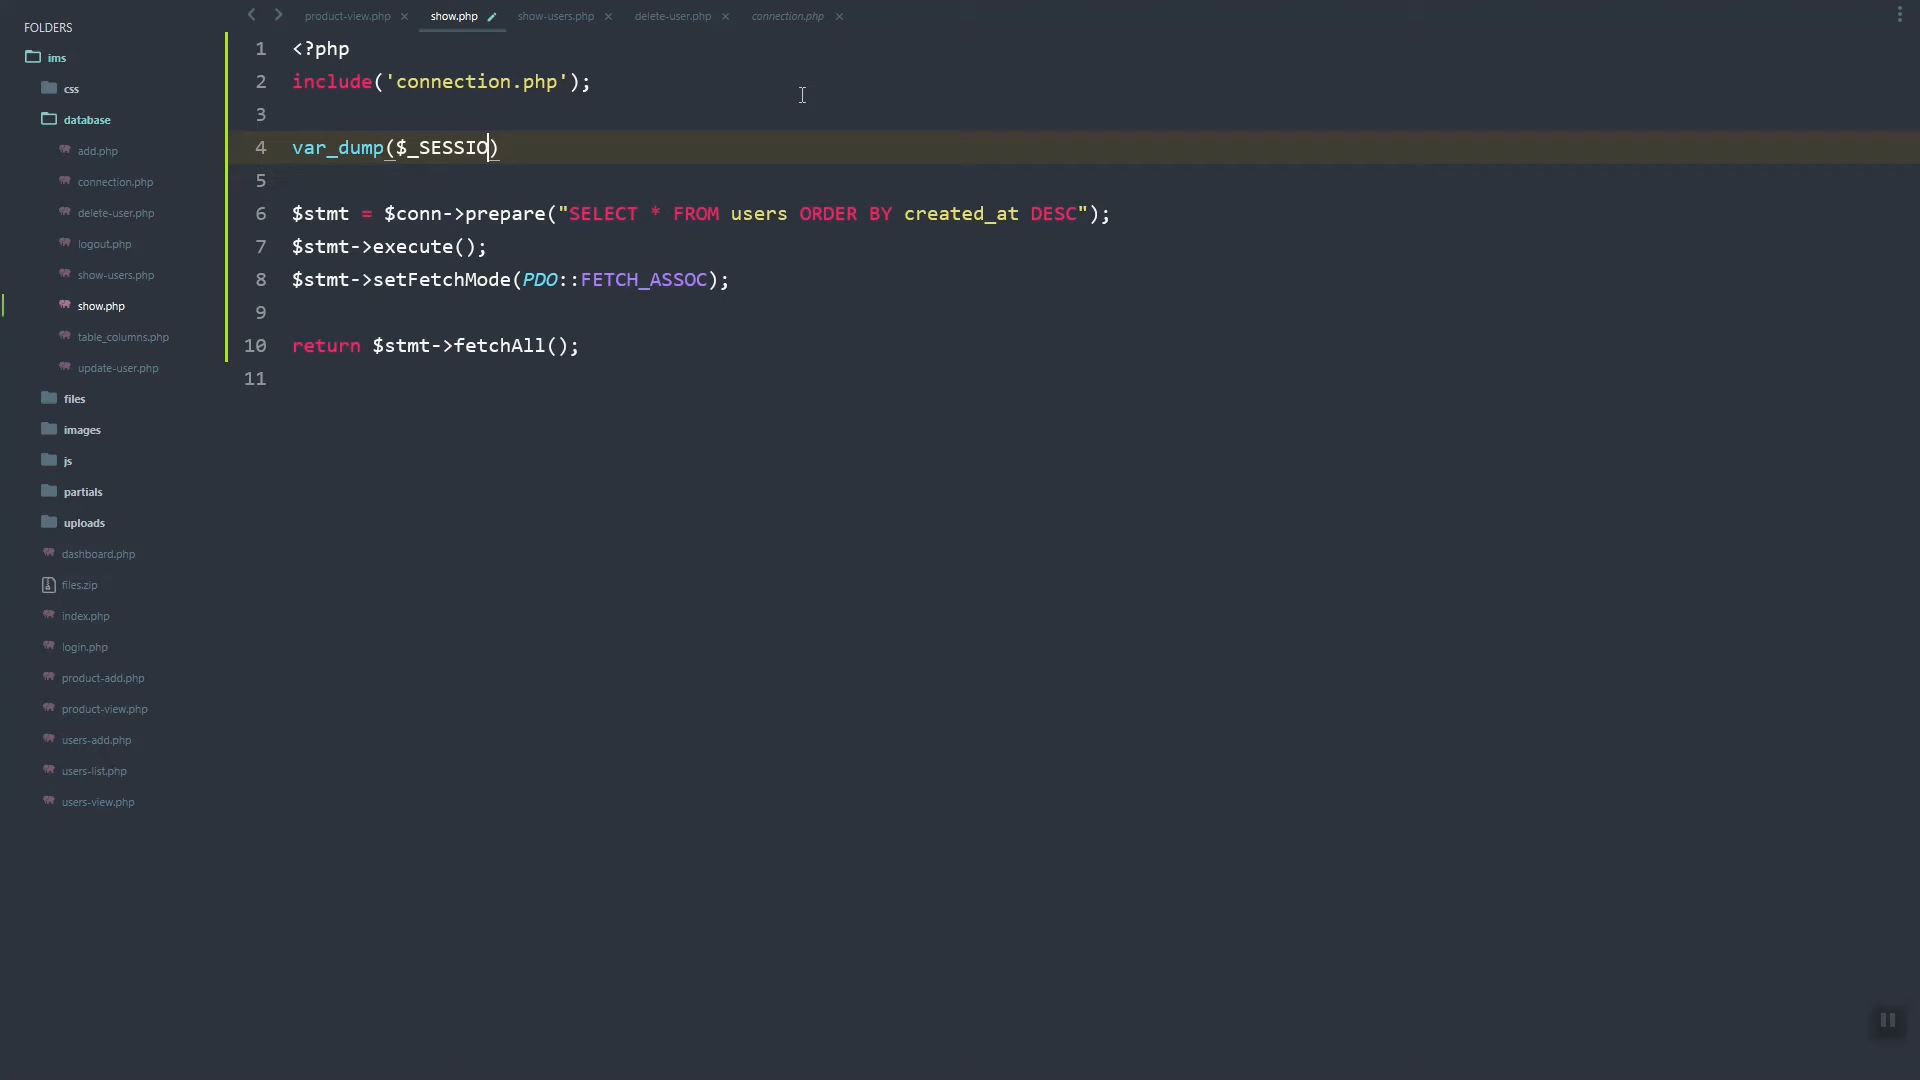 FOLDERS
ims
css
database
add.php
connection.php
delete-user.php
logout.php
show-users.php
show.php
table_columns.php
update-user.php
files
images
js
partials
uploads
dashboard.php
files.zip
index.php
login.php
product-add.php
product-view.php
users-add.php
users-list.php
users-view.php
product-view.php show.php show-users.php delete-user.php connection.php
1 <?php
2 include('connection.php');
3
4 var_dump($_SESSIO)
5
6 $stmt = $conn->prepare("SELECT * FROM users ORDER BY created_at DESC");
7 $stmt->execute();
8 $stmt->setFetchMode(PDO::FETCH_ASSOC);
9
10 return $stmt->fetchAll();
11